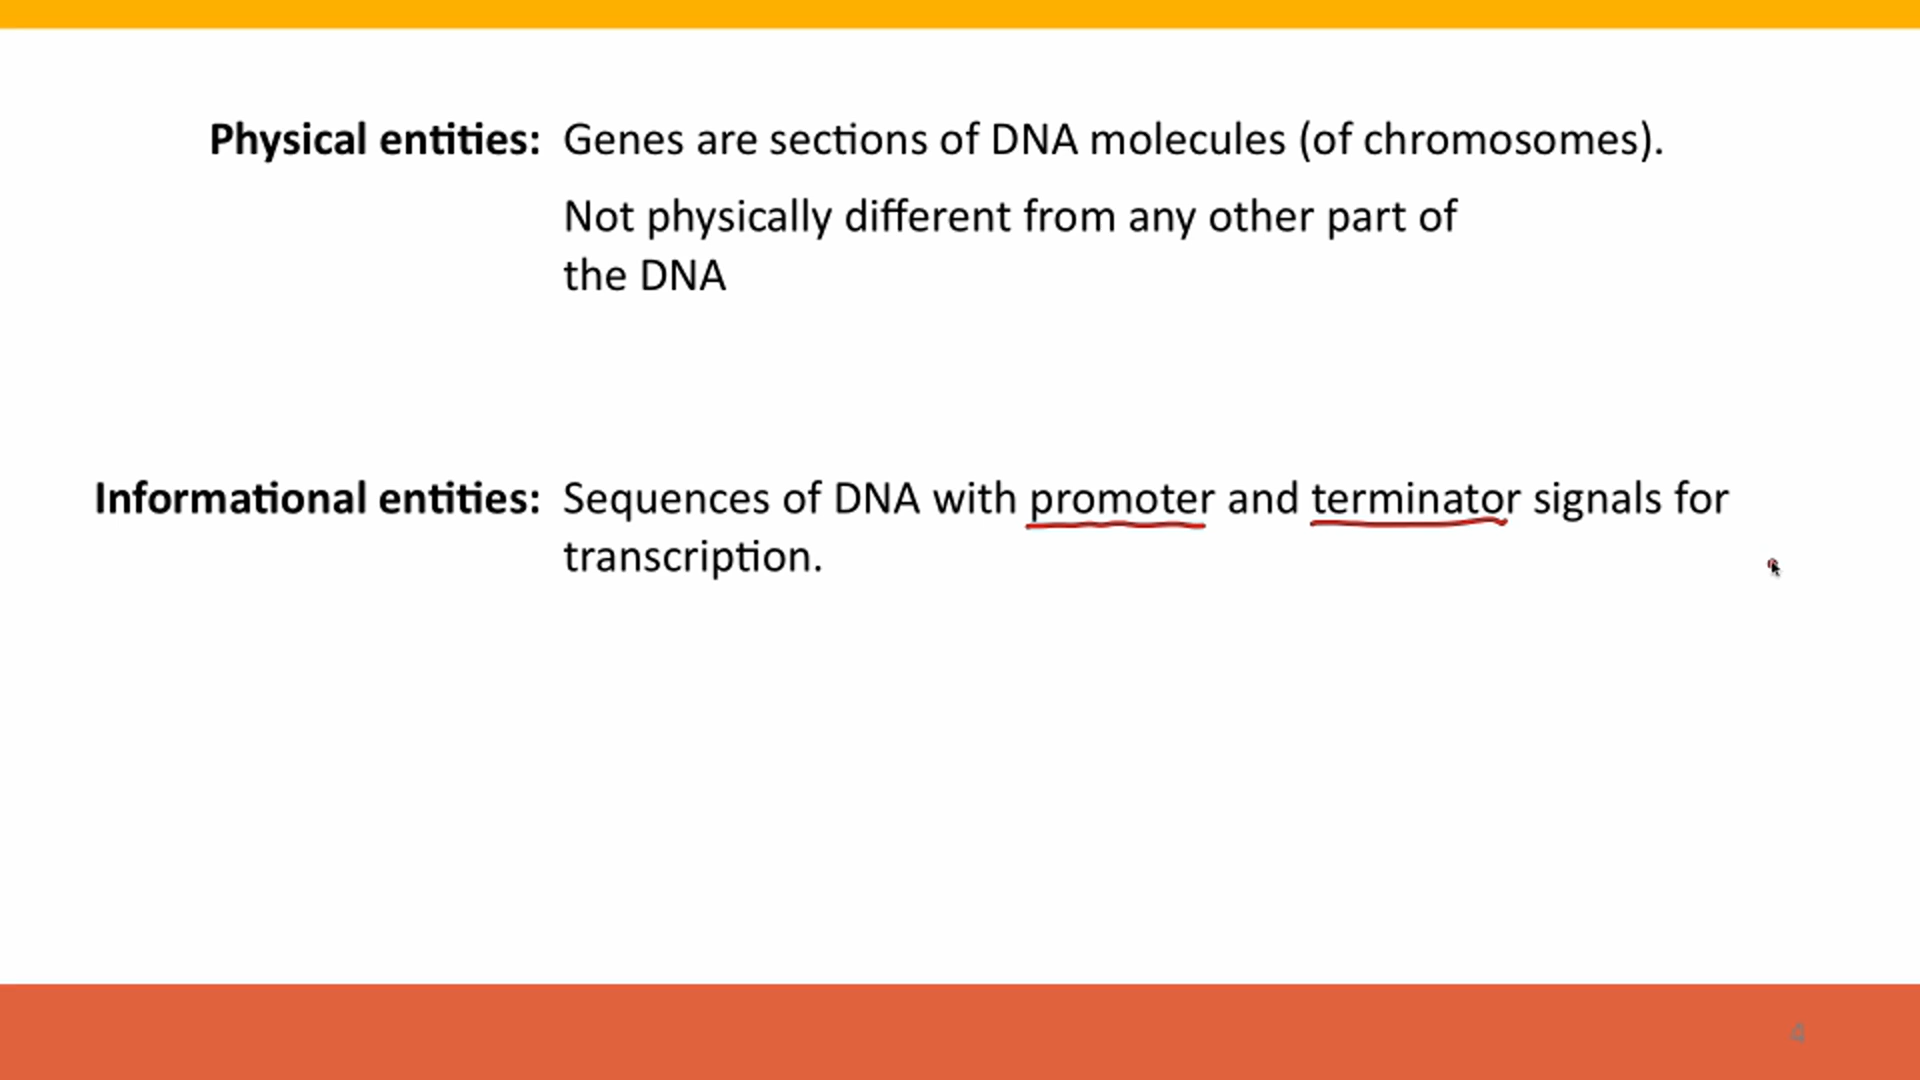 Physical entities: Genes are sections of DNA molecules (of chromosomes).
Not physically different from any other part of
the DNA
Informational entities: Sequences of DNA with promoter and terminator signals for
transcription.
4